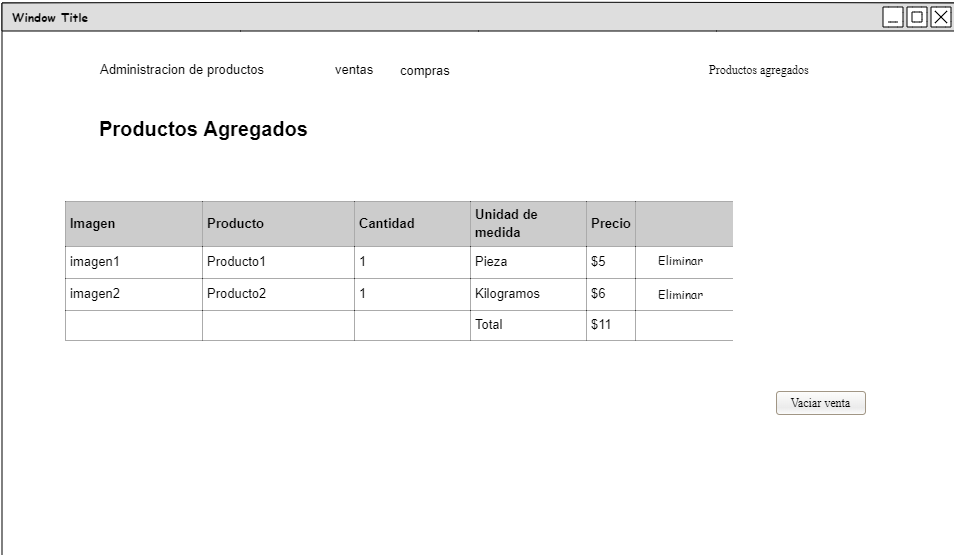 Window Title
Administracion de productos ventas compras Productos agregados
Productos Agregados
Imagen Producto Cantidad Unidad de medida Precio
imagen1 Producto1 1 Pieza $5 Eliminar
imagen2 Producto2 1 Kilogramos $6 Eliminar
Total $11
Vaciar venta